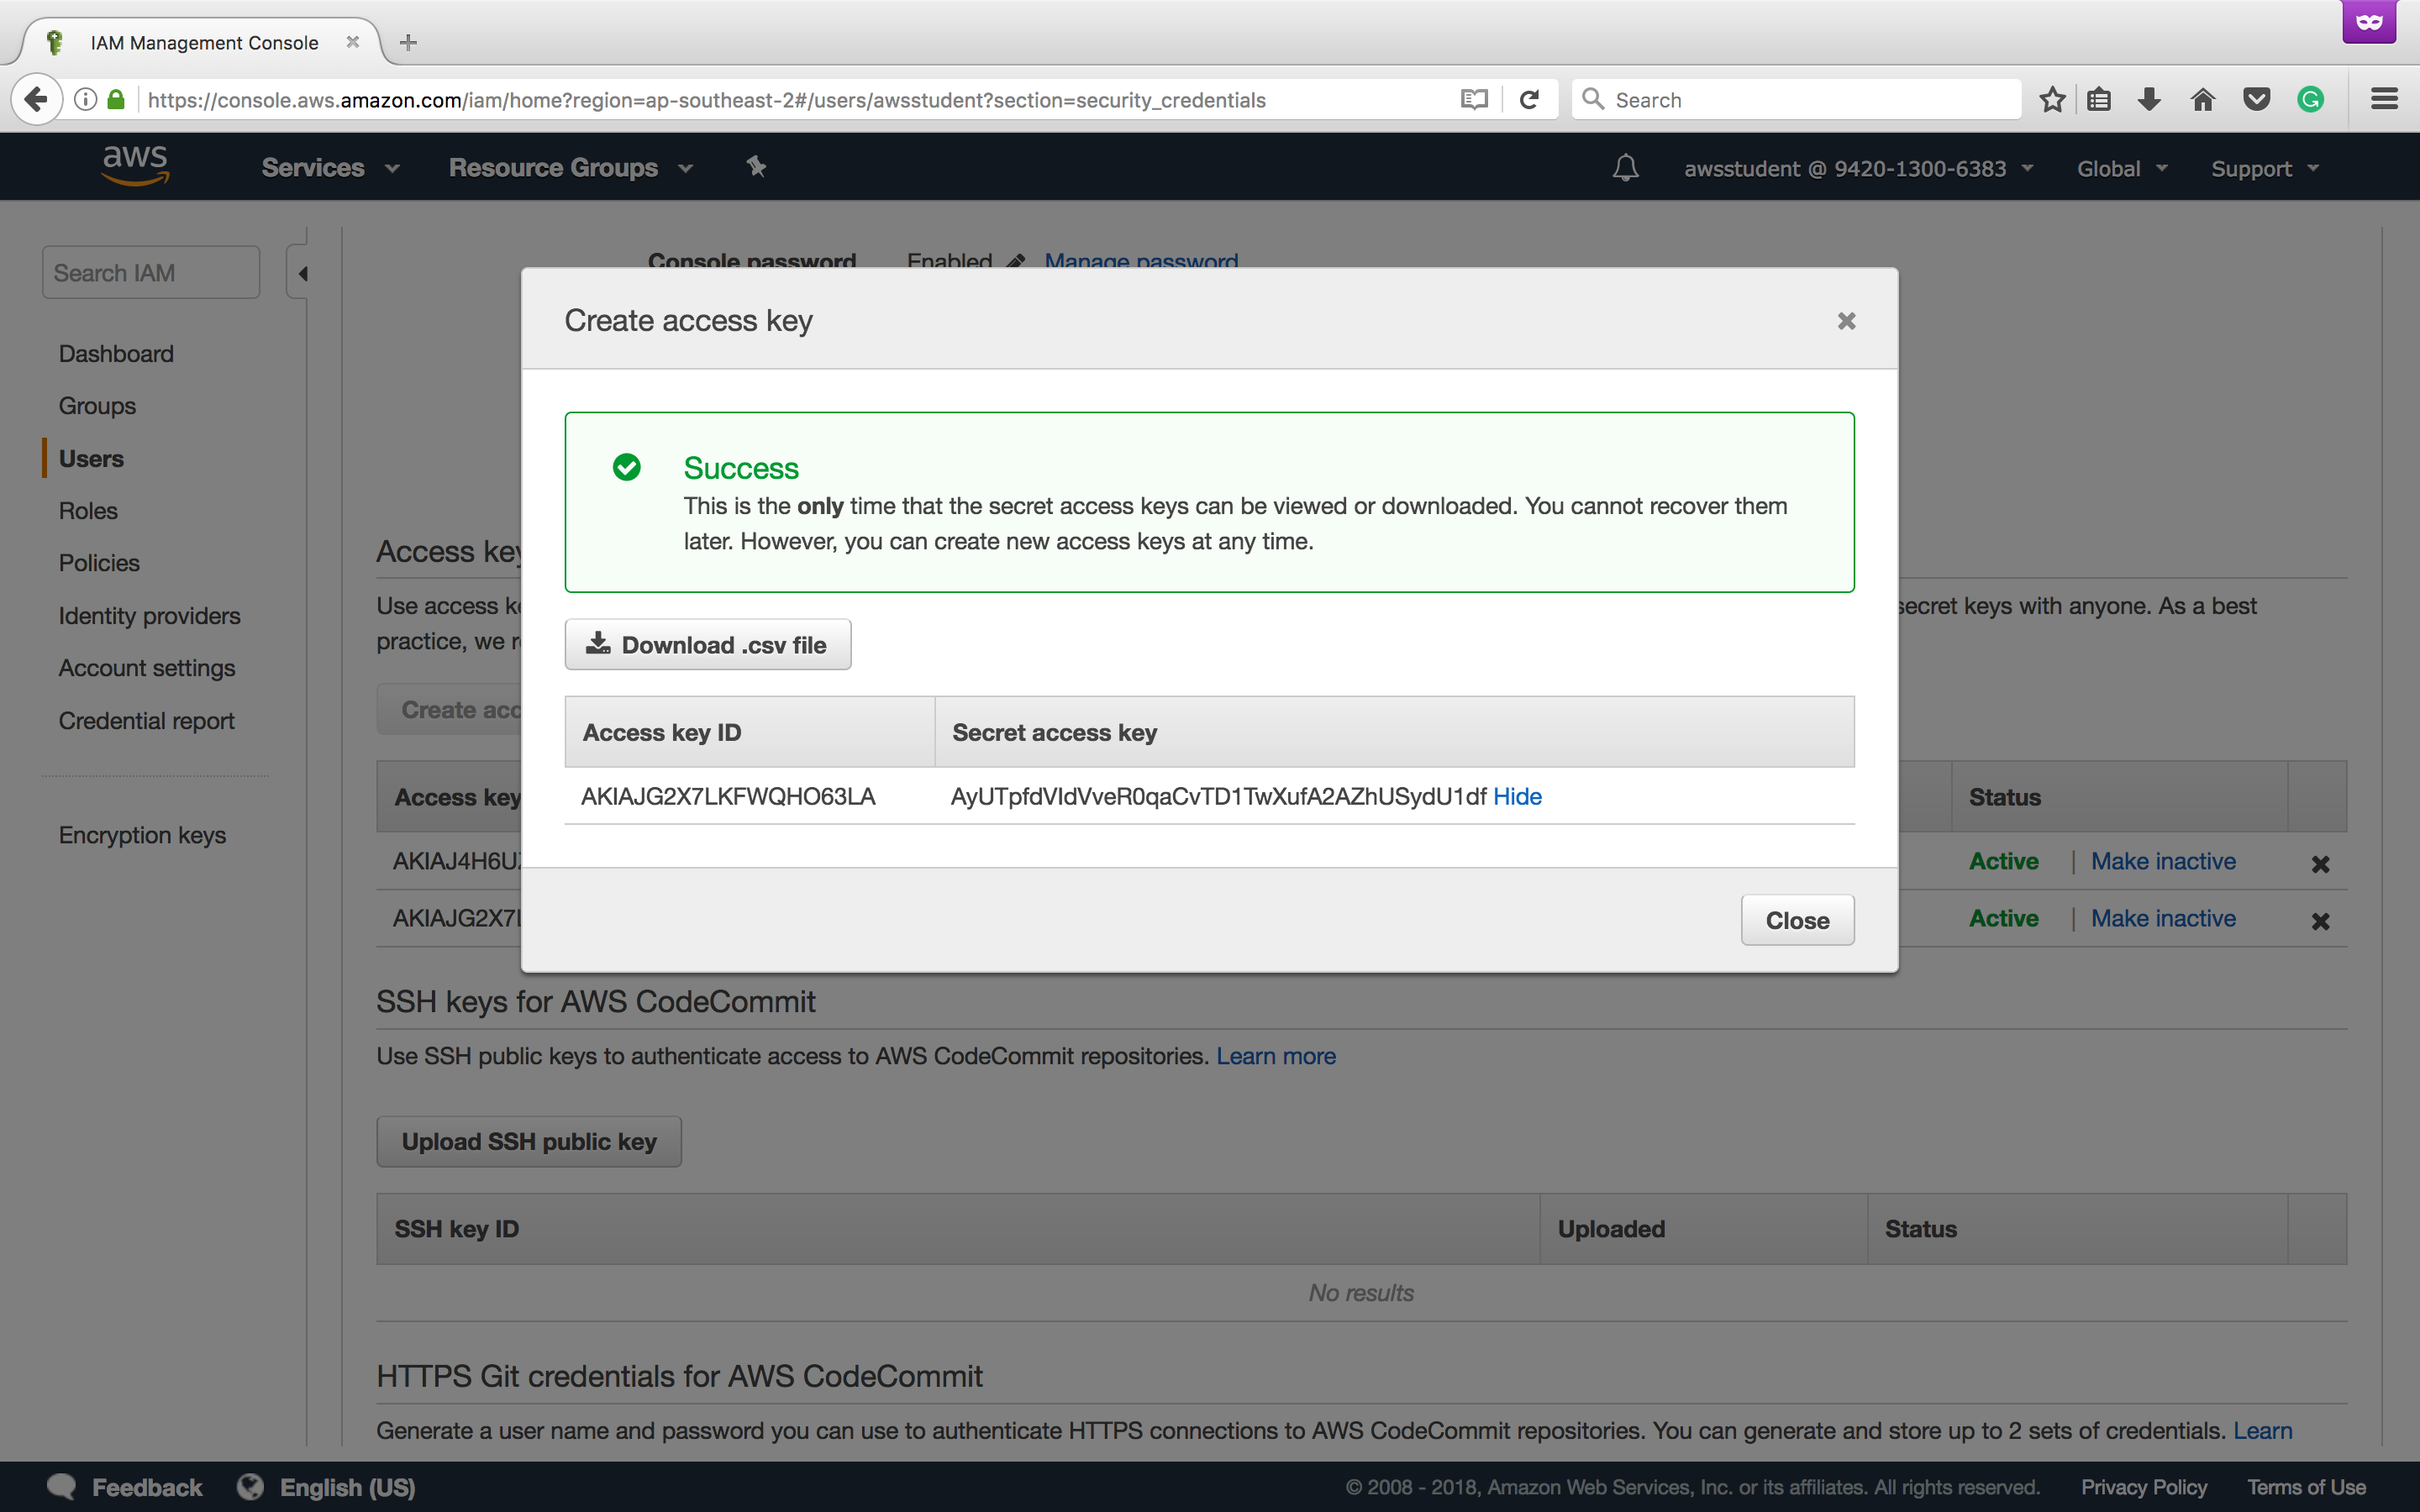 IAM Management Console
https://console.aws.amazon.com/iam/home?region=ap-southeast-2#/users/awsstudent?section=security_credentials
Search
aws
Services
Resource Groups
awsstudent @ 9420-1300-6383
Global
Support
Search IAM
Dashboard
Groups
Users
Roles
Policies
Identity providers
Account settings
Credential report
Encryption keys
Console password Enabled Manage password
Create access key
Success
This is the only time that the secret access keys can be viewed or downloaded. You cannot recover them
later. However, you can create new access keys at any time.
Download .csv file
Access key ID
Secret access key
AKIAJG2X7LKFWQHO63LA
AyUTpfdVIdVveR0qaCvTD1TwXufA2AZhUSydU1df Hide
Close
Access key
Use access
secret keys with anyone. As a best
practice, we
Create
Access key
Status
AKIAJ4H6U
Active | Make inactive
AKIAJG2X7
Active | Make inactive
SSH keys for AWS CodeCommit
Use SSH public keys to authenticate access to AWS CodeCommit repositories. Learn more
Upload SSH public key
SSH key ID
Uploaded
Status
No results
HTTPS Git credentials for AWS CodeCommit
Generate a user name and password you can use to authenticate HTTPS connections to AWS CodeCommit repositories. You can generate and store up to 2 sets of credentials. Learn
Feedback
English (US)
© 2008 - 2018, Amazon Web Services, Inc. or its affiliates. All rights reserved.
Privacy Policy
Terms of Use